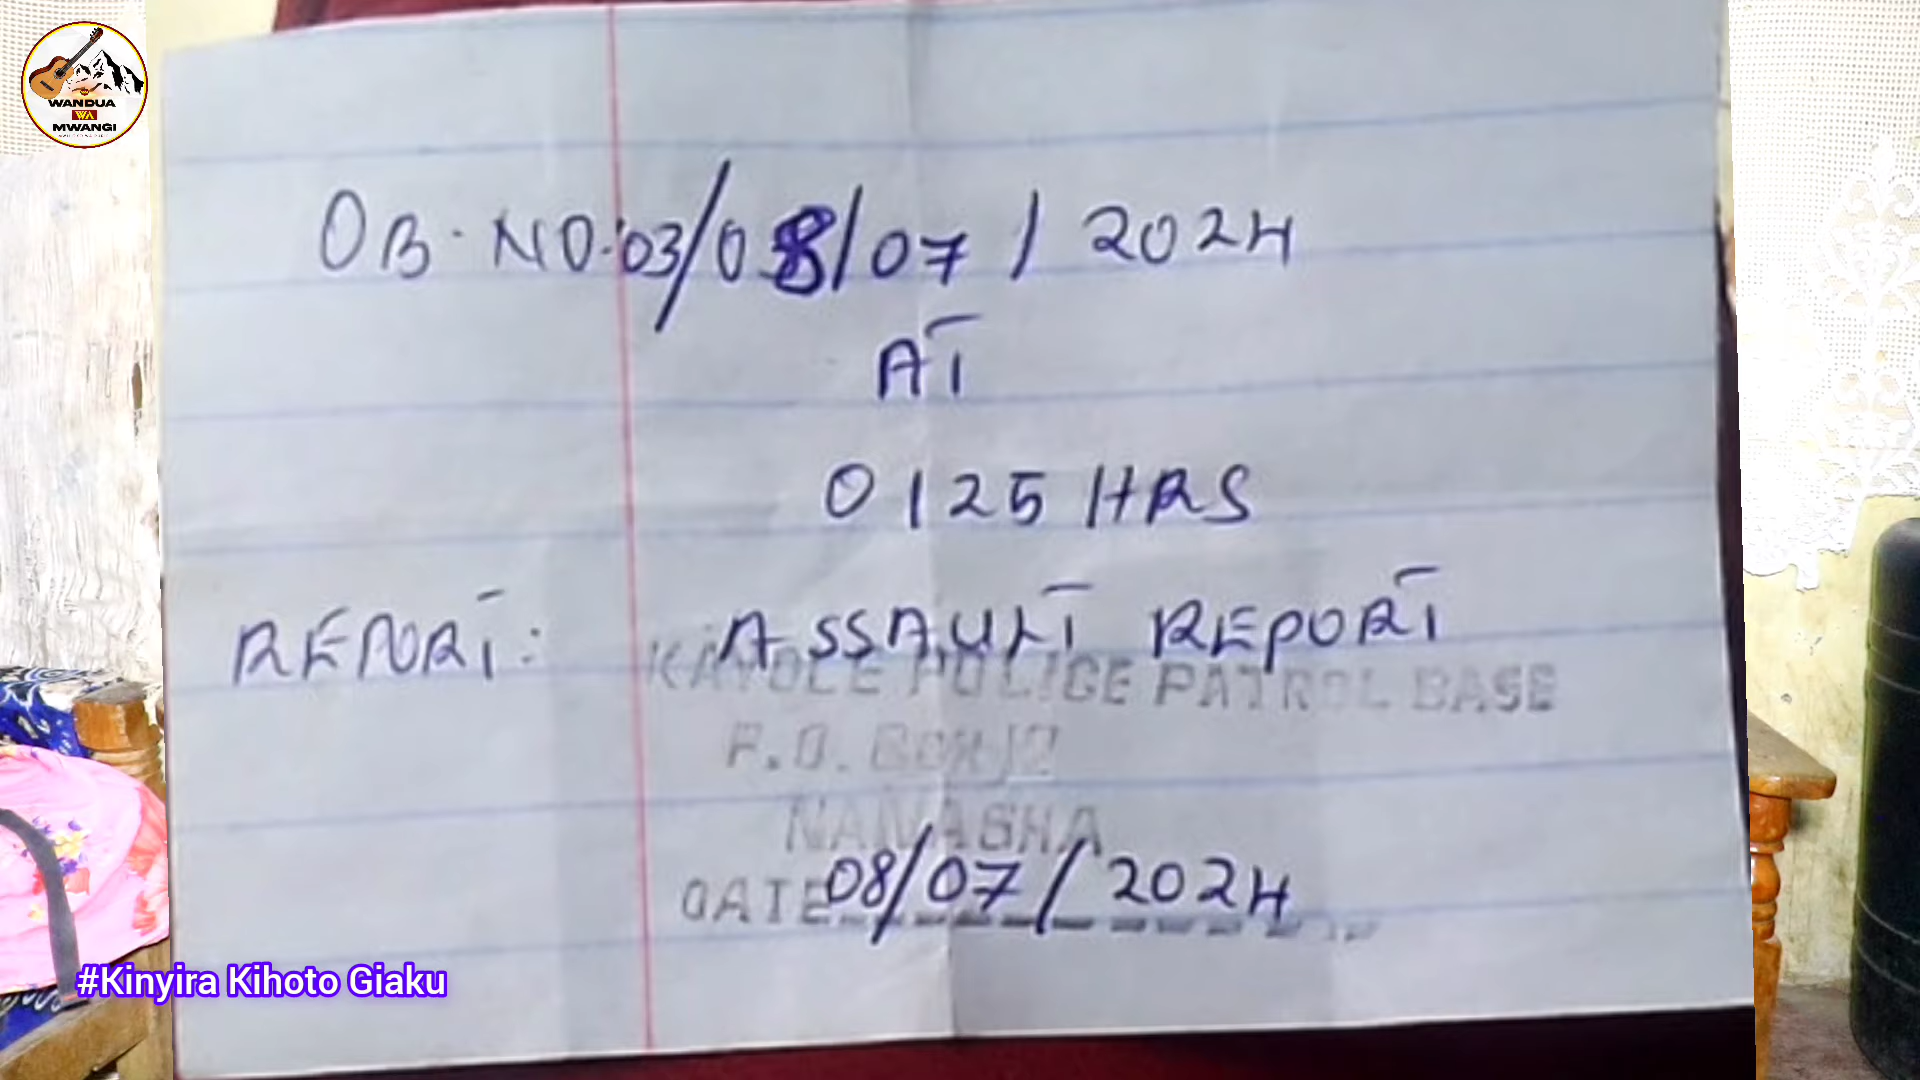 WANDUA
WA
MWANGI
OB. NO. 03/08/07/2024
AT
0125 HRS
REPORT: ASSAULT REPORT
KAYOLE POLICE PATROL BASE
P.O. Box
NAIVASHA
DATE 08/07/2024
#Kinyira Kihoto Giaku